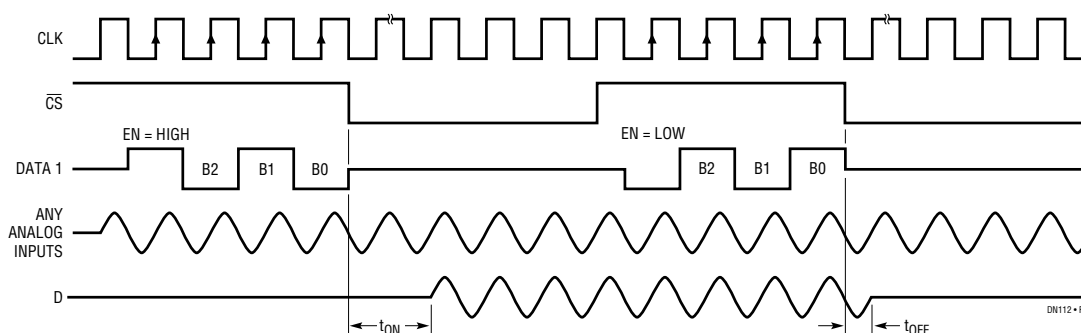 CLK
C̅S̅
EN = HIGH
EN = LOW
DATA 1
B2
B1
B0
B2
B1
B0
ANY
ANALOG
INPUTS
D
tON
tOFF
DN112 •